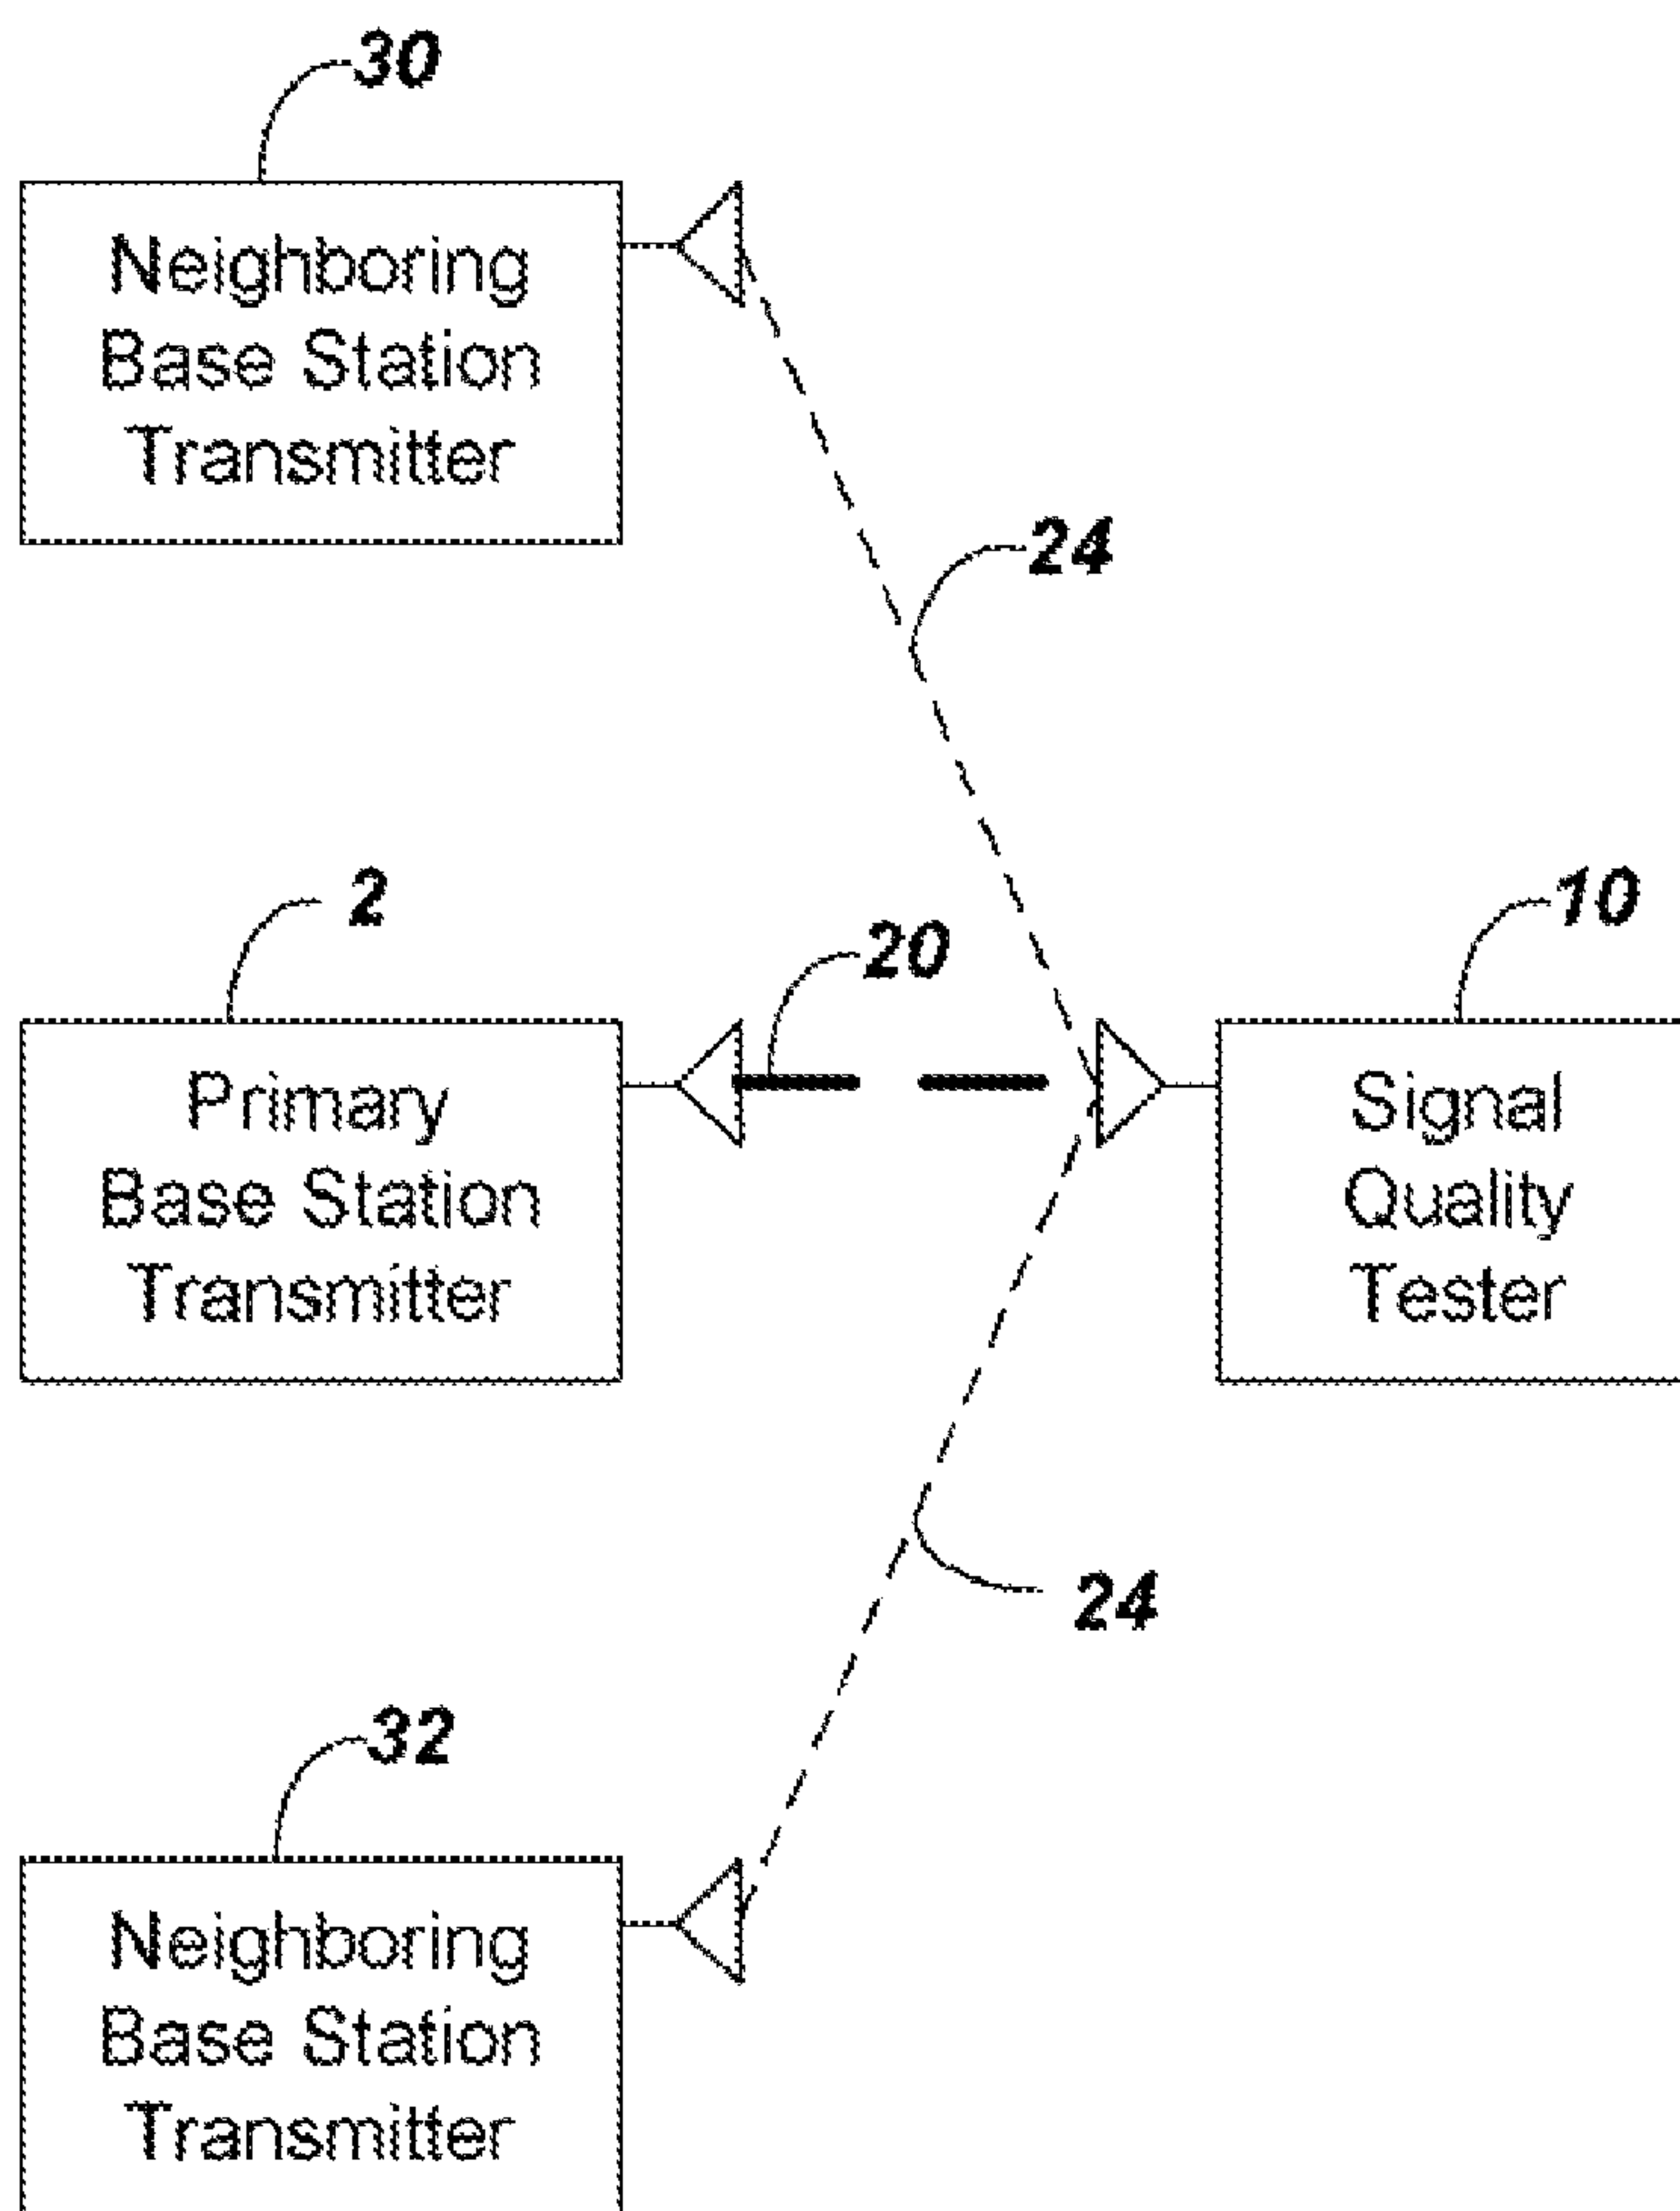 30
Neighboring
Base Station
Transmitter
24
2
20
10
Primary
Base Station
Transmitter
Signal
Quality
Tester
24
32
Neighboring
Base Station
Transmitter